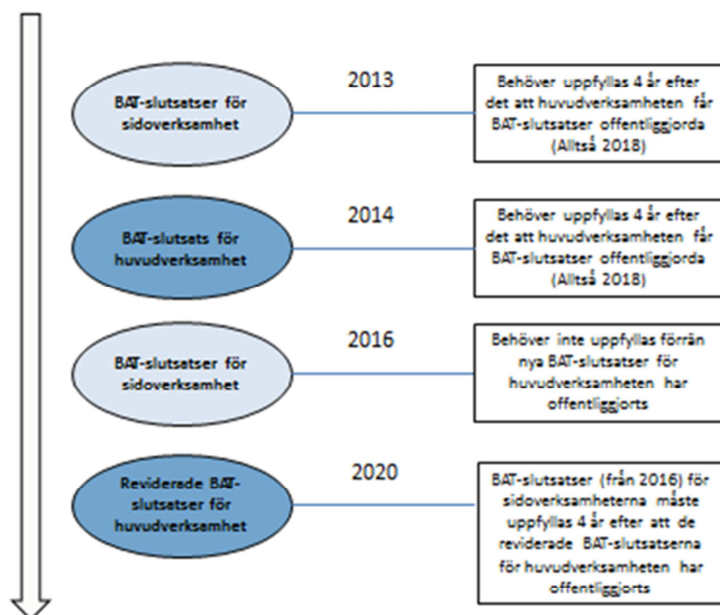 BAT-slutsatser för
sidoverksamhet
2013
Behöver uppfyllas 4 år efter
det att huvudverksamheten får
BAT-slutsatser offentliggjorda
(Alltså 2018)
BAT-slutsats för
huvudverksamhet
2014
Behöver uppfyllas 4 år efter
det att huvudverksamheten får
BAT-slutsatser offentliggjorda
(Alltså 2018)
BAT-slutsatser för
sidoverksamhet
2016
Behöver inte uppfyllas förrän
nya BAT-slutsatser för
huvudverksamheten har
offentliggjorts
Reviderade BAT-
slutsatser för
huvudverksamhet
2020
BAT-slutsatser (från 2016) för
sidoverksamheterna måste
uppfyllas 4 år efter att de
reviderade BAT-slutsatserna
för huvudverksamheten har
offentliggjorts